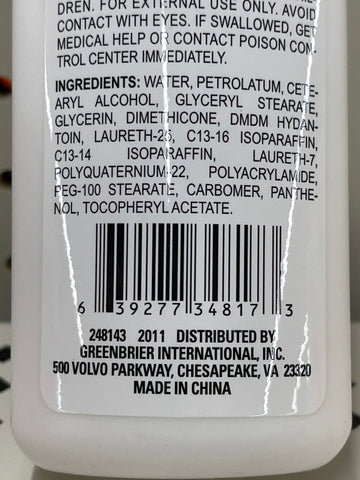 DREN. FOR EXTERNAL USE ONLY. AVOID
CONTACT WITH EYES. IF SWALLOWED, GET
MEDICAL HELP OR CONTACT POISON CON-
TROL CENTER IMMEDIATELY.
INGREDIENTS: WATER, PETROLATUM, CETE-
ARYL ALCOHOL, GLYCERYL STEARATE,
GLYCERIN, DIMETHICONE, DMDM HYDAN-
TOIN, LAURETH-25, C13-16 ISOPARAFFIN,
C13-14 ISOPARAFFIN, LAURETH-7,
POLYQUATERNIUM-22, POLYACRYLAMIDE,
PEG-100 STEARATE, CARBOMER, PANTHE-
NOL, TOCOPHERYL ACETATE.
6 39277 34817 3
248143 2011 DISTRIBUTED BY
GREENBRIER INTERNATIONAL, INC.
500 VOLVO PARKWAY, CHESAPEAKE, VA 23320
MADE IN CHINA